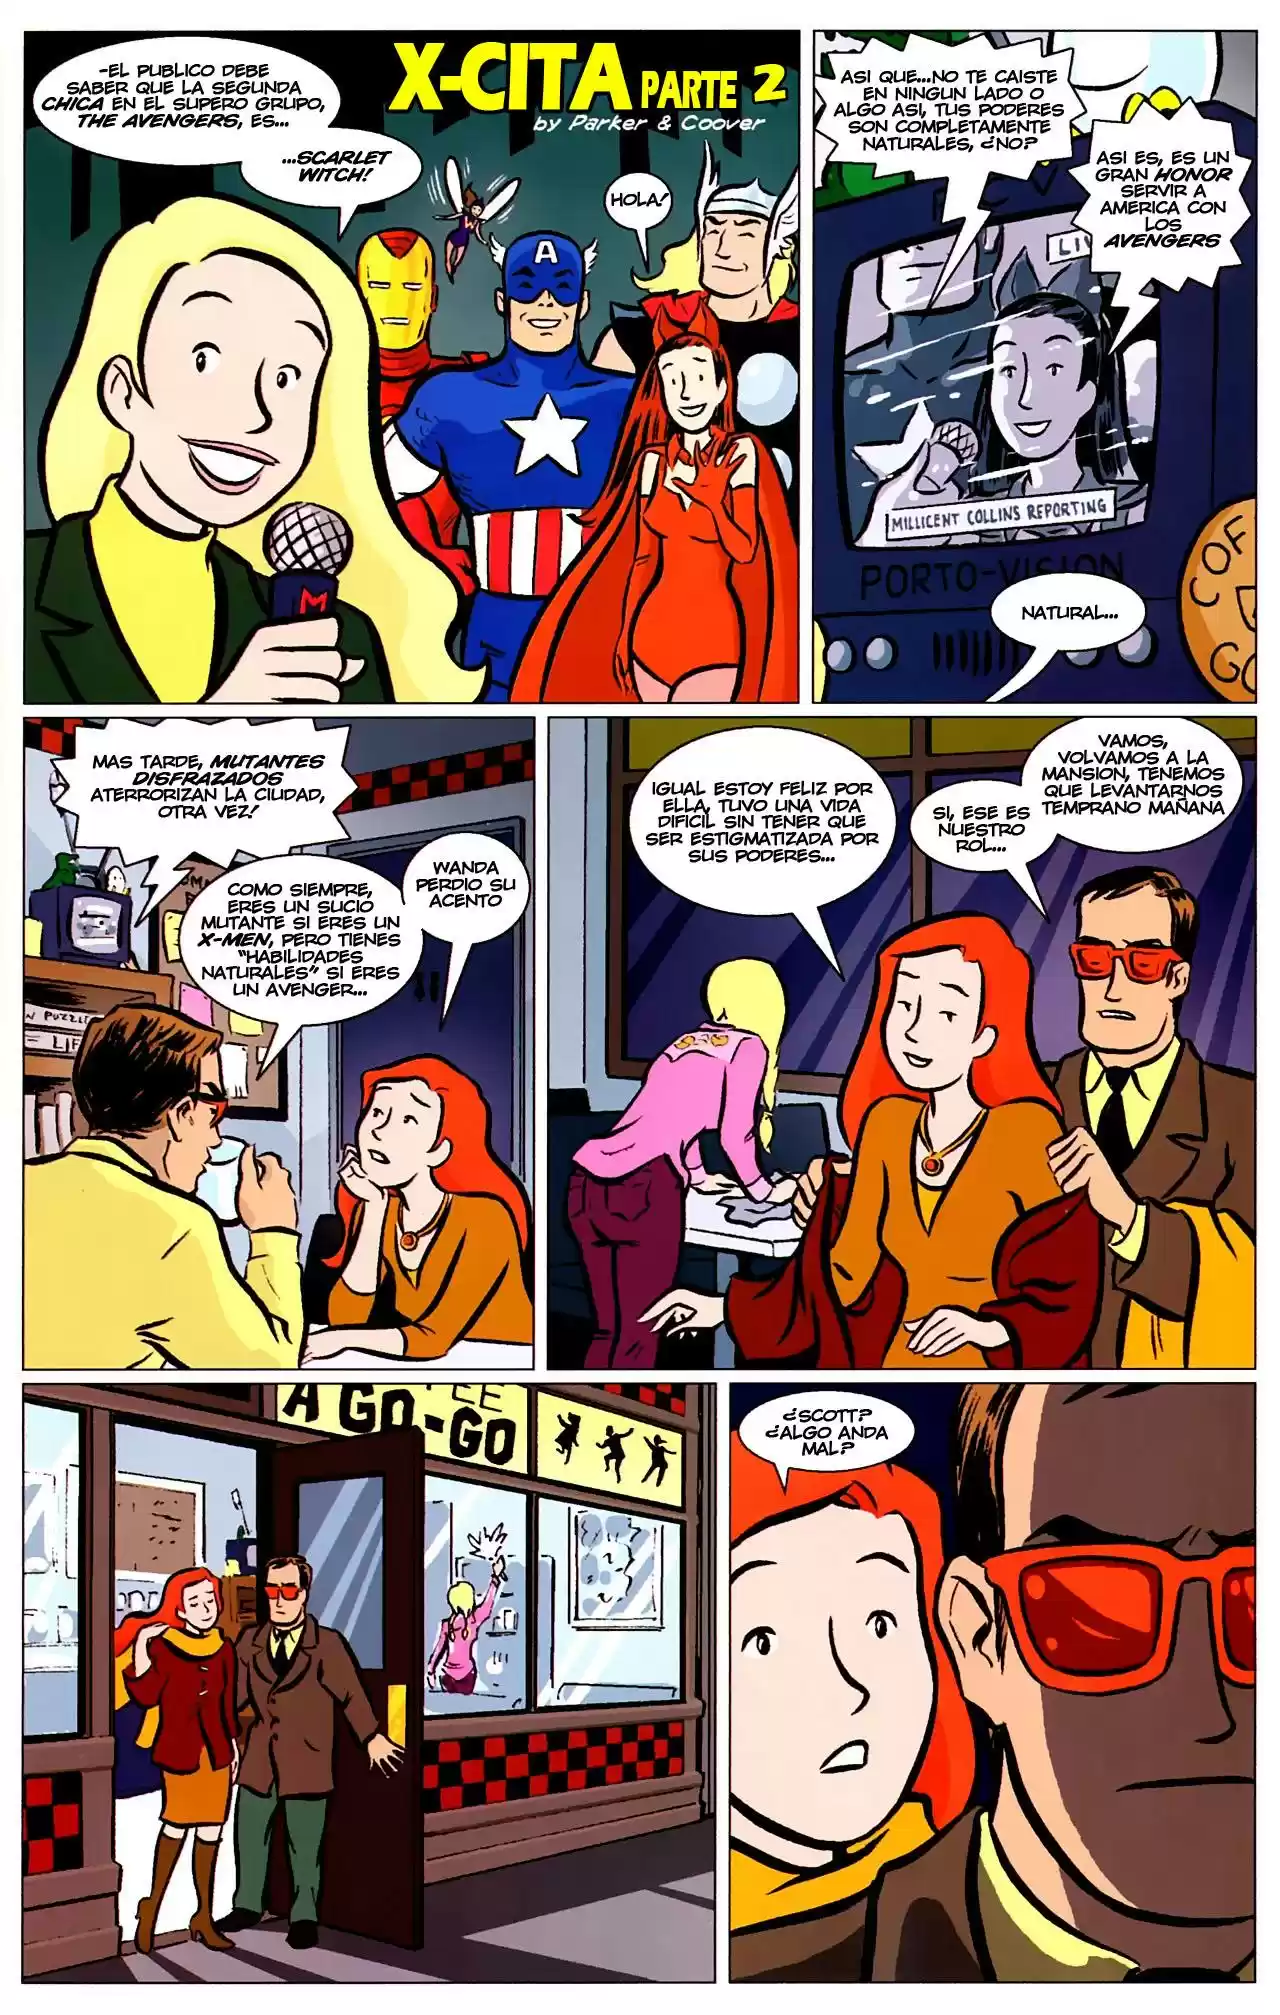 -EL PUBLICO DEBE
SABER QUE LA SEGUNDA
CHICA EN EL SUPERO GRUPO,
THE AVENGERS, ES...
...SCARLET
WITCH!
X-CITA PARTE 2
by Parker & Coover
HOLA!
M
A
ASI QUE...NO TE CAISTE
EN NINGUN LADO O
ALGO ASI, TUS PODERES
SON COMPLETAMENTE
NATURALES, ¿NO?
ASI ES, ES UN
GRAN HONOR
SERVIR A
AMERICA CON
LOS
AVENGERS
LIV
MILLICENT COLLINS REPORTING
PORTO-VISION
COF
GO
NATURAL...
MAS TARDE, MUTANTES
DISFRAZADOS
ATERRORIZAN LA CIUDAD,
OTRA VEZ!
COMO SIEMPRE,
ERES UN SUCIO
MUTANTE SI ERES UN
X-MEN, PERO TIENES
"HABILIDADES
NATURALES" SI ERES
UN AVENGER...
WANDA
PERDIO SU
ACENTO
N PUZZLE
LIF
IGUAL ESTOY FELIZ POR
ELLA, TUVO UNA VIDA
DIFICIL SIN TENER QUE
SER ESTIGMATIZADA POR
SUS PODERES...
SI, ESE ES
NUESTRO
ROL...
VAMOS,
VOLVAMOS A LA
MANSION, TENEMOS
QUE LEVANTARNOS
TEMPRANO MAÑANA
EE
A GO-GO
¿SCOTT?
¿ALGO ANDA
MAL?